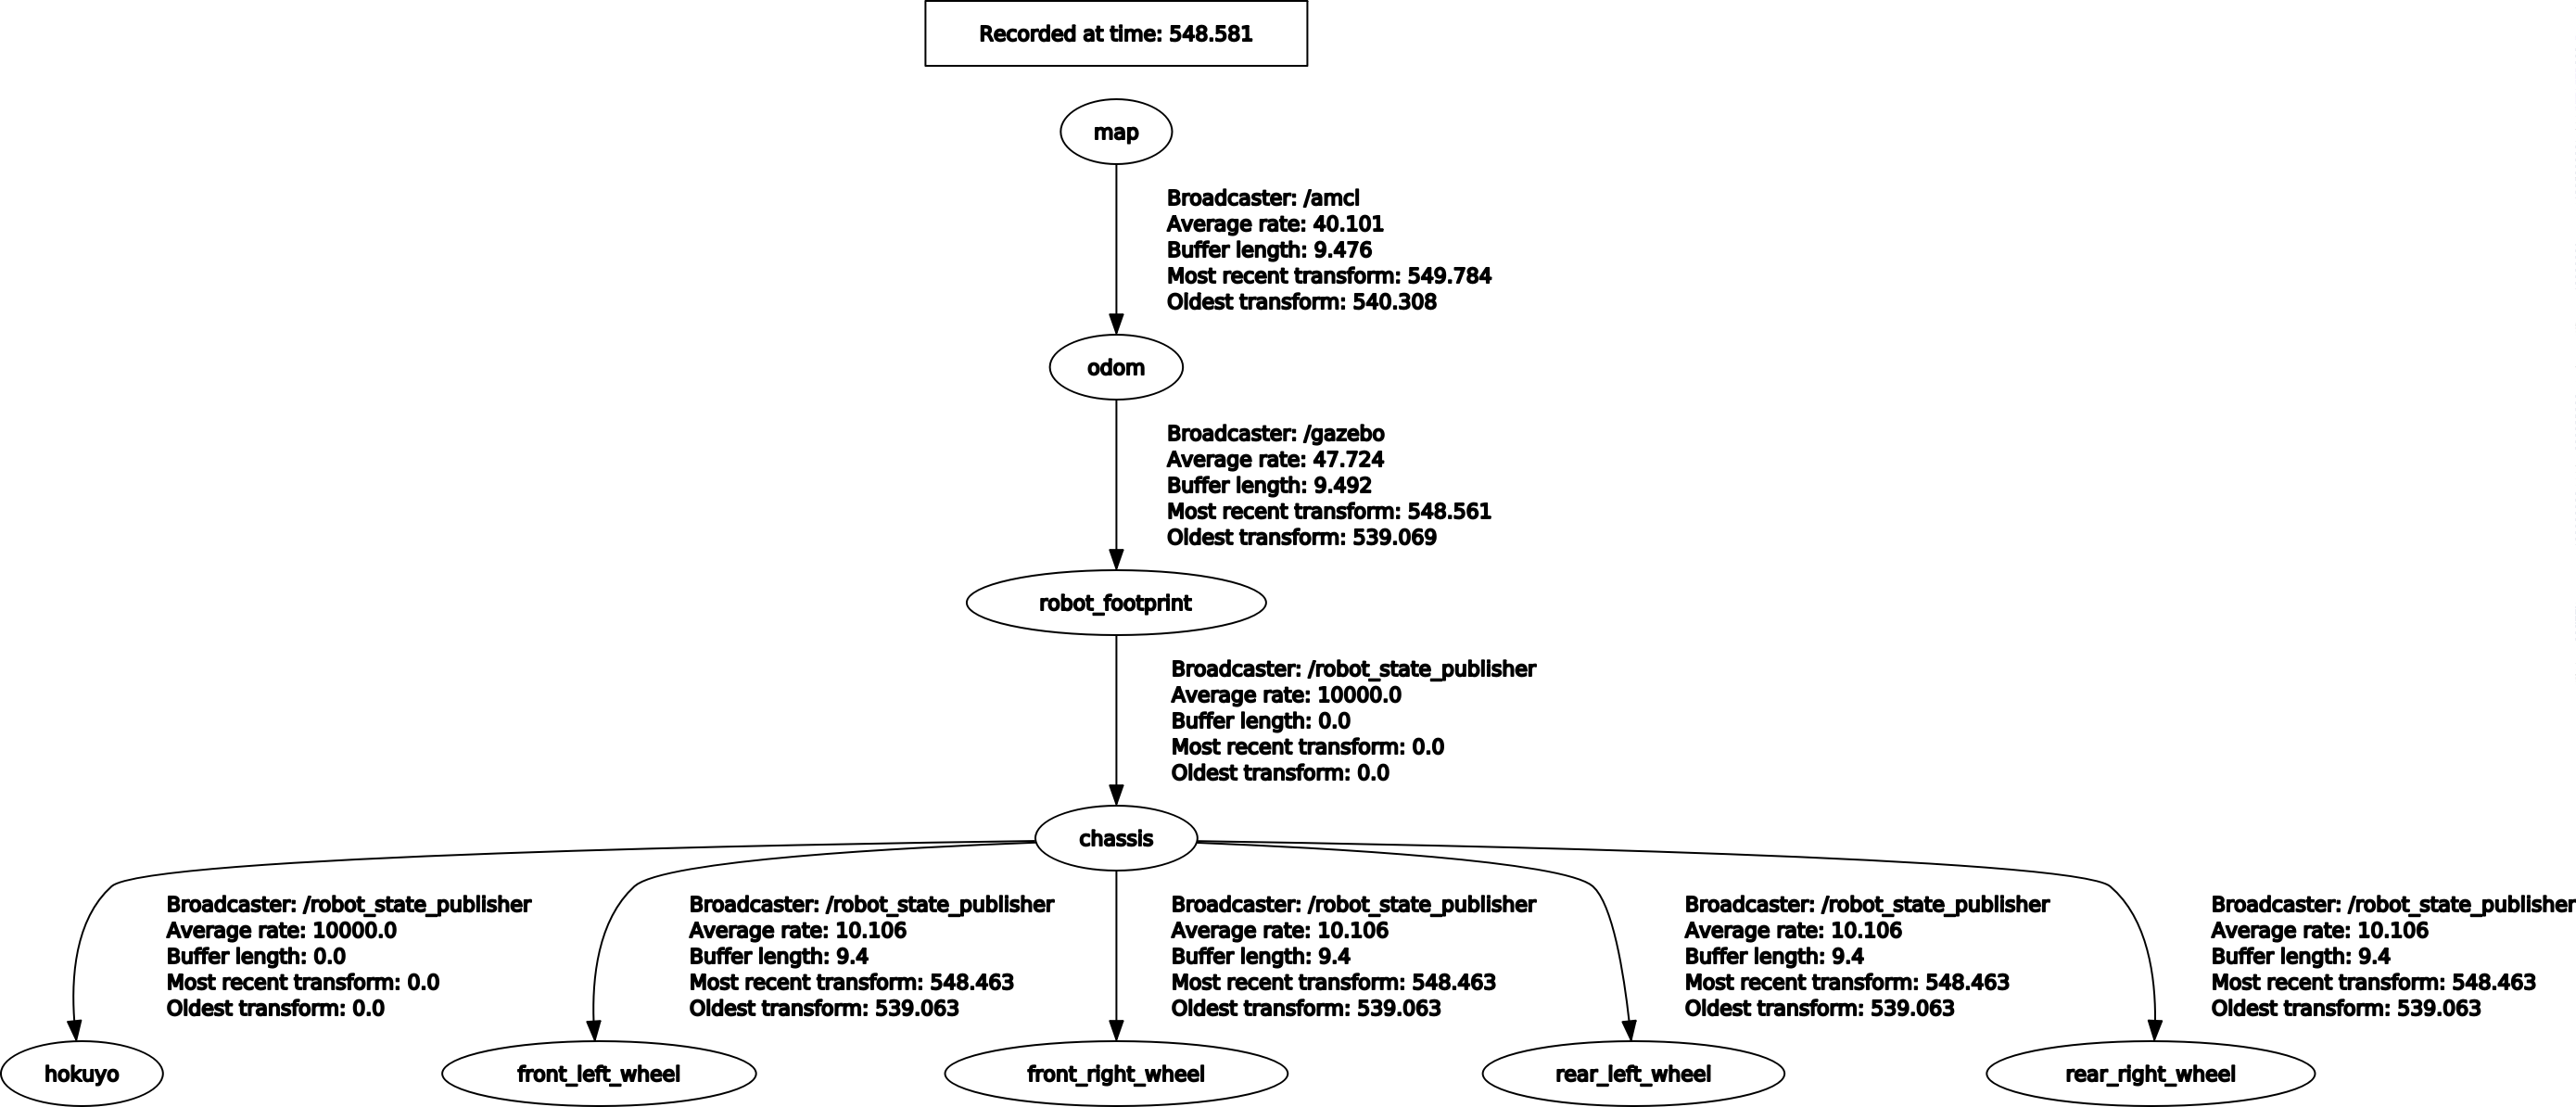 Recorded at time: 548.581
map
Broadcaster: /amcl
Average rate: 40.101
Buffer length: 9.476
Most recent transform: 549.784
Oldest transform: 540.308
odom
Broadcaster: /gazebo
Average rate: 47.724
Buffer length: 9.492
Most recent transform: 548.561
Oldest transform: 539.069
robot_footprint
Broadcaster: /robot_state_publisher
Average rate: 10000.0
Buffer length: 0.0
Most recent transform: 0.0
Oldest transform: 0.0
chassis
Broadcaster: /robot_state_publisher
Average rate: 10000.0
Buffer length: 0.0
Most recent transform: 0.0
Oldest transform: 0.0
Broadcaster: /robot_state_publisher
Average rate: 10.106
Buffer length: 9.4
Most recent transform: 548.463
Oldest transform: 539.063
Broadcaster: /robot_state_publisher
Average rate: 10.106
Buffer length: 9.4
Most recent transform: 548.463
Oldest transform: 539.063
Broadcaster: /robot_state_publisher
Average rate: 10.106
Buffer length: 9.4
Most recent transform: 548.463
Oldest transform: 539.063
Broadcaster: /robot_state_publisher
Average rate: 10.106
Buffer length: 9.4
Most recent transform: 548.463
Oldest transform: 539.063
hokuyo
front_left_wheel
front_right_wheel
rear_left_wheel
rear_right_wheel